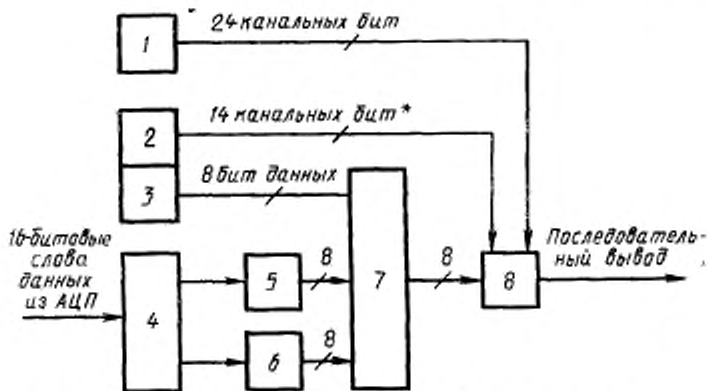 24 канальных бит
1
14 канальных бит*
2
8 бит данных
3
16-битовые
слова
данных
из АЦП
4
5
8
6
8
7
8
8
Последователь-
ный вывод